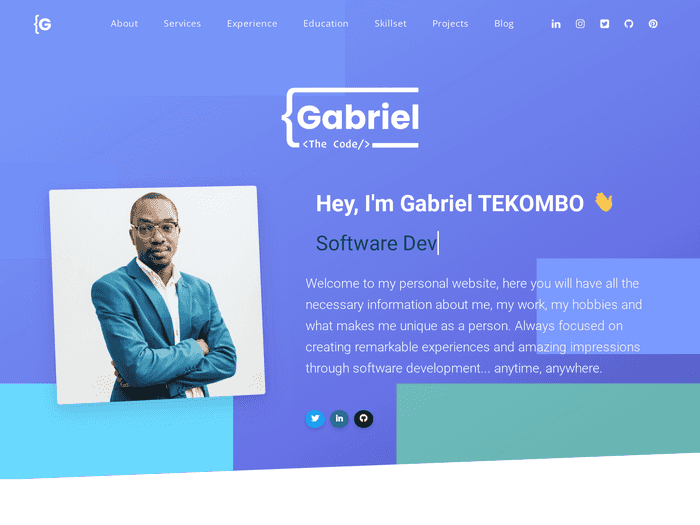 {G
About Services Experience Education Skillset Projects Blog
{Gabriel
<The Code/>
Hey, I'm Gabriel TEKOMBO 👋
Software Dev
Welcome to my personal website, here you will have all the
necessary information about me, my work, my hobbies and
what makes me unique as a person. Always focused on
creating remarkable experiences and amazing impressions
through software development... anytime, anywhere.